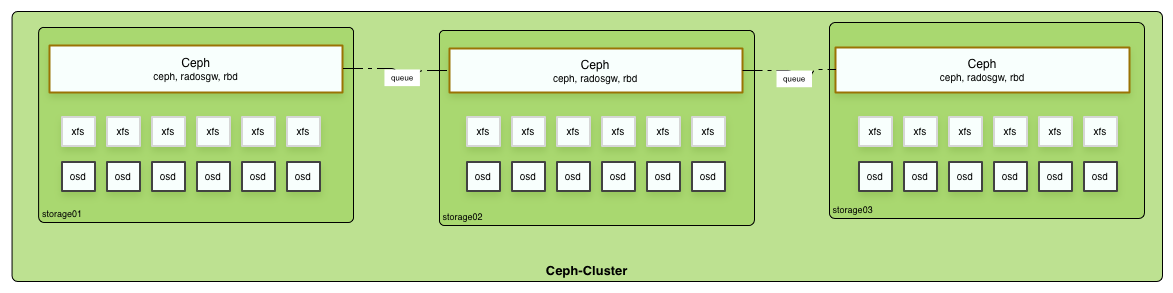 Ceph
ceph, radosgw, rbd
xfs xfs xfs xfs xfs xfs
osd osd osd osd osd osd
storage01
queue
Ceph
ceph, radosgw, rbd
xfs xfs xfs xfs xfs xfs
osd osd osd osd osd osd
storage02
queue
Ceph
ceph, radosgw, rbd
xfs xfs xfs xfs xfs xfs
osd osd osd osd osd osd
storage03
Ceph-Cluster